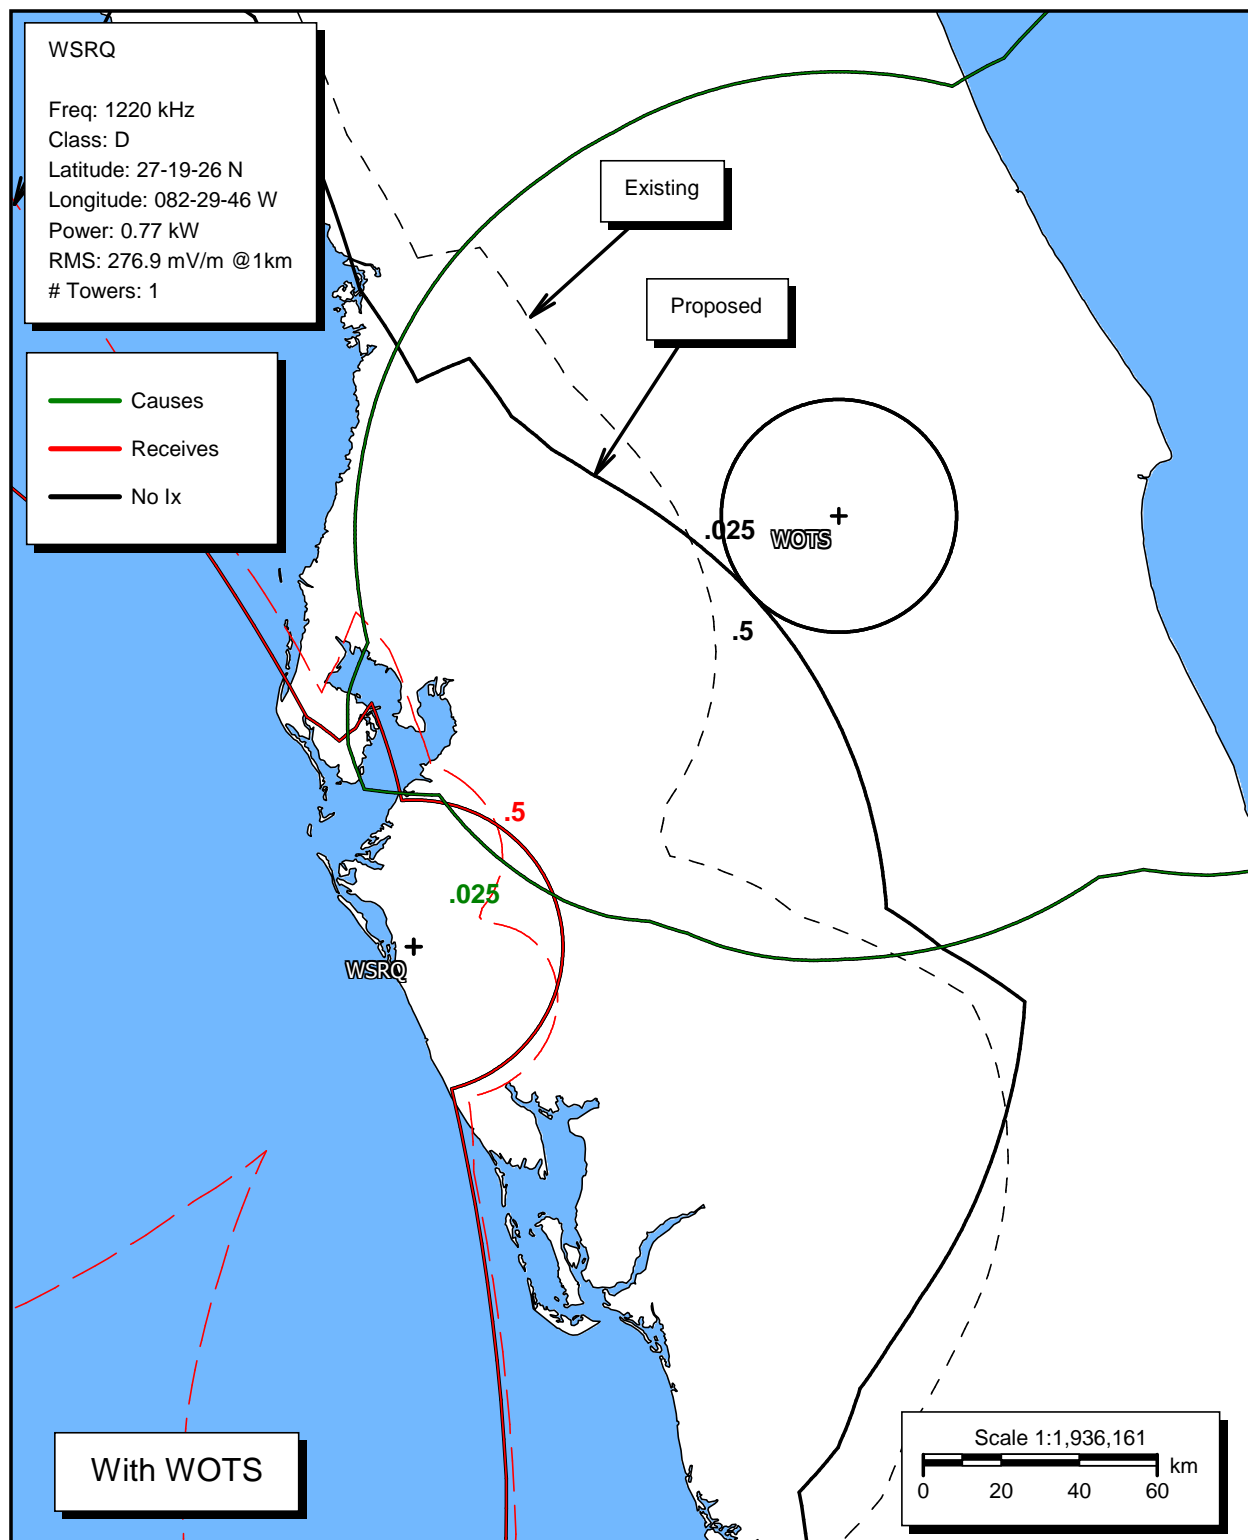 WSRQ
Freq: 1220 kHz
Class: D
Latitude: 27-19-26 N
Longitude: 082-29-46 W
Power: 0.77 kW
RMS: 276.9 mV/m @1km
# Towers: 1
Existing
Proposed
Causes
Receives
No Ix
.025
WOTS
.5
.5
.025
WSRQ
With WOTS
Scale 1:1,936,161
km
0 20 40 60